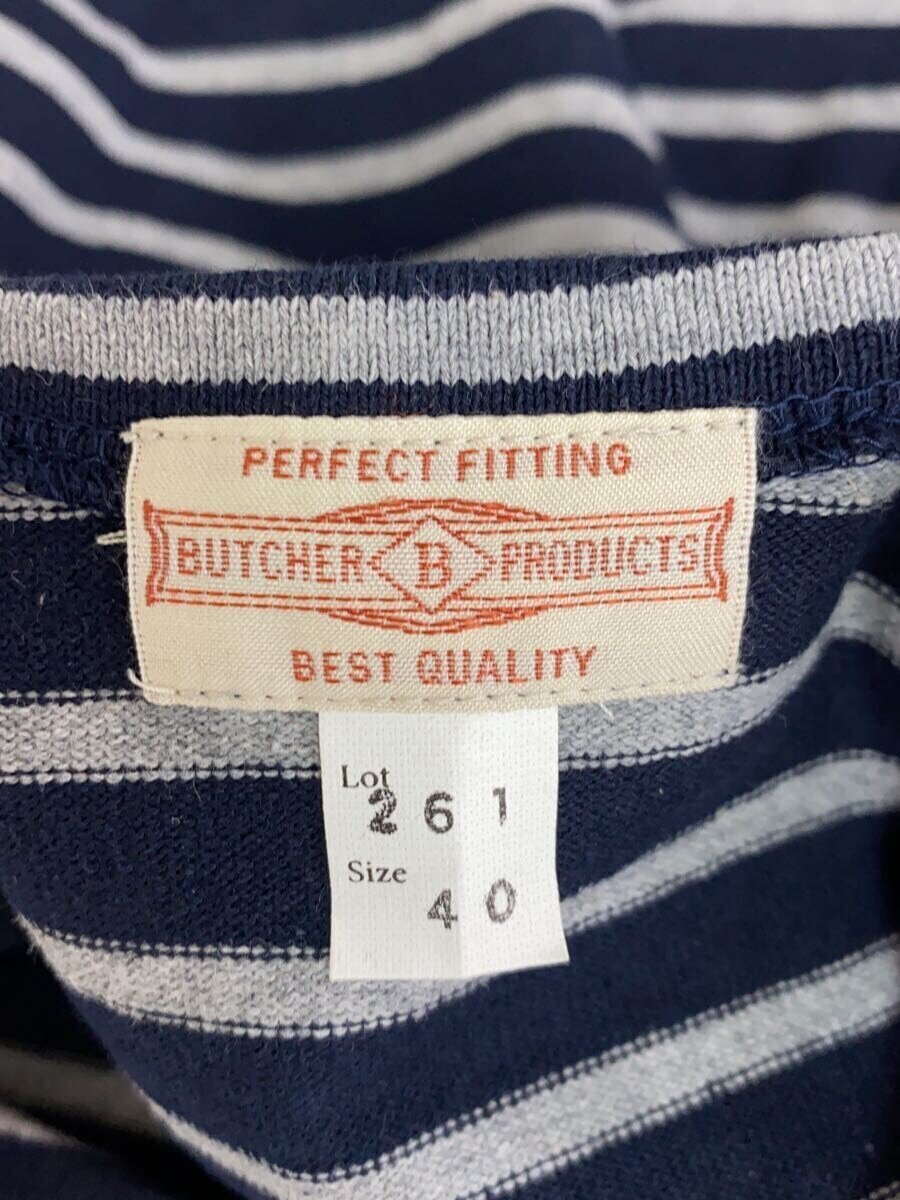 PERFECT FITTING
BUTCHER B PRODUCTS
BEST QUALITY
Lot
261
Size
40